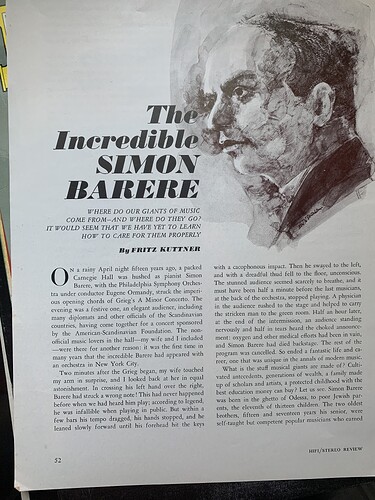 The
Incredible
SIMON
BARERE
WHERE DO OUR GIANTS OF MUSIC
COME FROM—AND WHERE DO THEY GO?
IT WOULD SEEM THAT WE HAVE YET TO LEARN
HOW TO CARE FOR THEM PROPERLY
By FRITZ KUTTNER
ON a rainy April night fifteen years ago, a packed
Carnegie Hall was hushed as pianist Simon
Barere, with the Philadelphia Symphony Orches-
tra under conductor Eugene Ormandy, struck the imperi-
ous opening chords of Grieg's A Minor Concerto. The
evening was a festive one, an elegant audience, including
many diplomats and other officials of the Scandinavian
countries, having come together for a concert sponsored
by the American-Scandinavian Foundation. The non-
official music lovers in the hall—my wife and I included
—were there for another reason: it was the first time in
many years that the incredible Barere had appeared with
an orchestra in New York City.
Two minutes after the Grieg began, my wife touched
my arm in surprise, and I looked back at her in equal
astonishment. In crossing his left hand over the right,
Barere had struck a wrong note! This had never happened
before when we had heard him play; according to legend,
he was infallible when playing in public. But within a
few bars his tempo dragged, his hands stopped, and he
leaned slowly forward until his forehead hit the keys
with a cacophonous impact. Then he swayed to the left,
and with a dreadful thud fell to the floor, unconscious.
The stunned audience seemed scarcely to breathe, and it
must have been half a minute before the last musicians,
at the back of the orchestra, stopped playing. A physician
in the audience rushed to the stage and helped to carry
the stricken man to the green room. Half an hour later,
at the end of the intermission, an audience standing
nervously and half in tears heard the choked announce-
ment: oxygen and other medical efforts had been in vain,
and Simon Barere had died backstage. The rest of the
program was cancelled. So ended a fantastic life and ca-
reer, one that was unique in the annals of modern music.
What is the stuff musical giants are made of? Culti-
vated antecedents, generations of wealth, a family made
up of scholars and artists, a protected childhood with the
best education money can buy? Let us see: Simon Barere
was born in the ghetto of Odessa, to poor Jewish par-
ents, the eleventh of thirteen children. The two oldest
brothers, fifteen and seventeen years his senior, were
self-taught but competent popular musicians who earned
52
HIFI/STEREO REVIEW